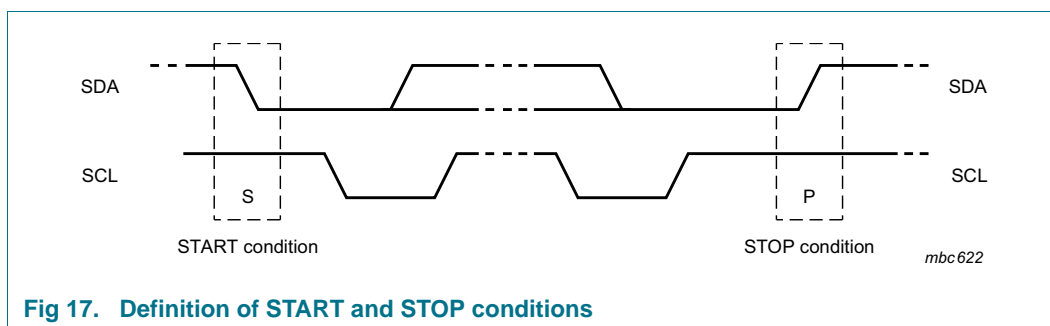 SDA
SDA
SCL
SCL
S
P
START condition
STOP condition
mbc622
Fig 17. Definition of START and STOP conditions